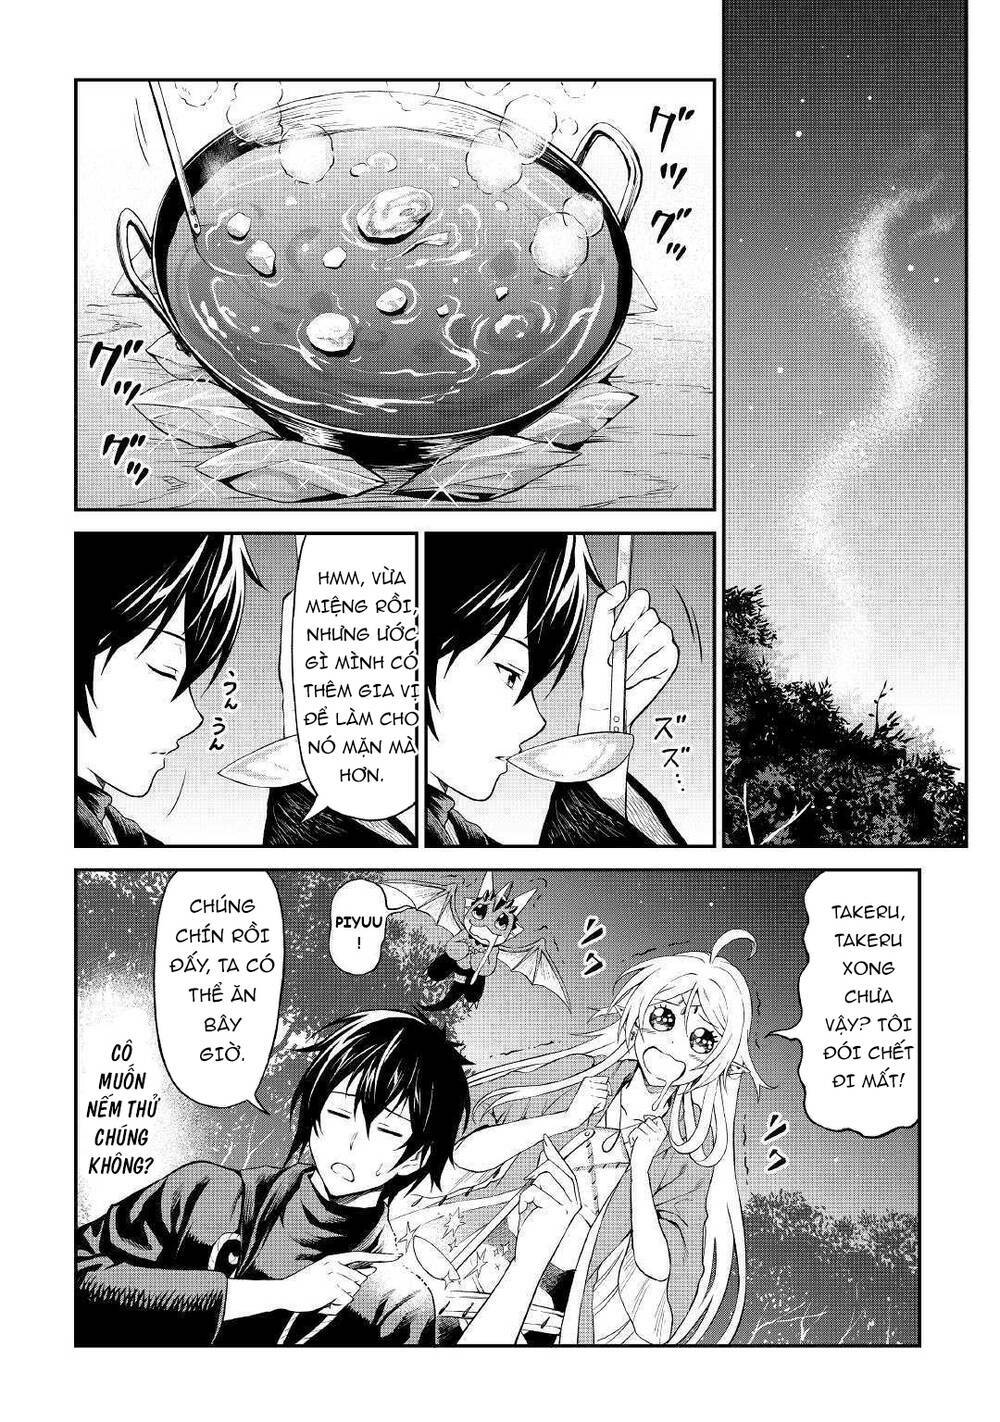 グツ
グツ
グツ
グツ
ズズ…
HMM, VỪA
MIỆNG RỒI,
NHƯNG ƯỚC
GÌ MÌNH CÓ
THÊM GIA VỊ
ĐỂ LÀM CHO
NÓ MẶN MÀ
HƠN.
うん
うん
TAKERU,
TAKERU
XONG
CHƯA
VẬY? TÔI
ĐÓI CHẾT
ĐI MẤT!
PIYUU
!
CHÚNG
CHÍN RỒI
ĐẤY, TA CÓ
THỂ ĂN
BÂY
GIỜ.
CÔ
MUỐN
NẾM THỬ
CHÚNG
KHÔNG?